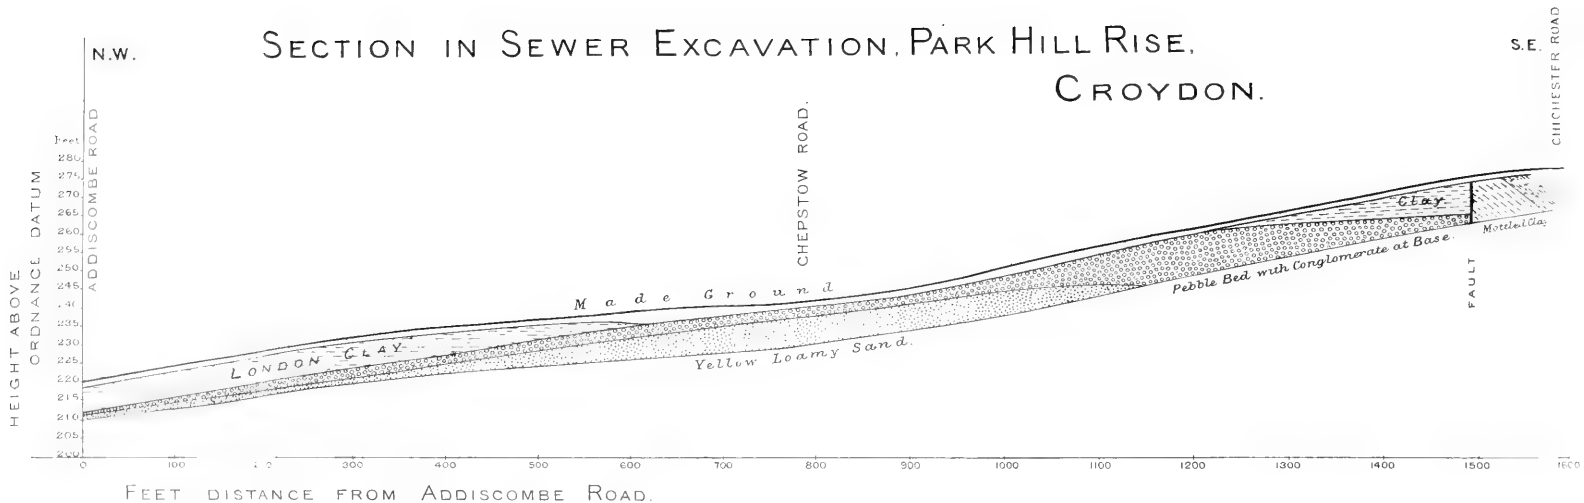 SECTION IN SEWER EXCAVATION, PARK HILL RISE,
CROYDON.
N.W.
S.E.
ADDISCOMBE ROAD
CHEPSTOW ROAD.
CHICHESTER ROAD
HEIGHT ABOVE
ORDNANCE DATUM
Feet
280
275
270
265
260
255
250
245
240
235
230
225
220
215
210
205
200
Made Ground
LONDON CLAY
Yellow Loamy Sand.
Clay
Pebble Bed with Conglomerate at Base.
Mottled Clay
FAULT
0 100 300 400 500 600 700 800 900 1000 1100 1200 1300 1400 1500 1600
FEET DISTANCE FROM ADDISCOMBE ROAD.